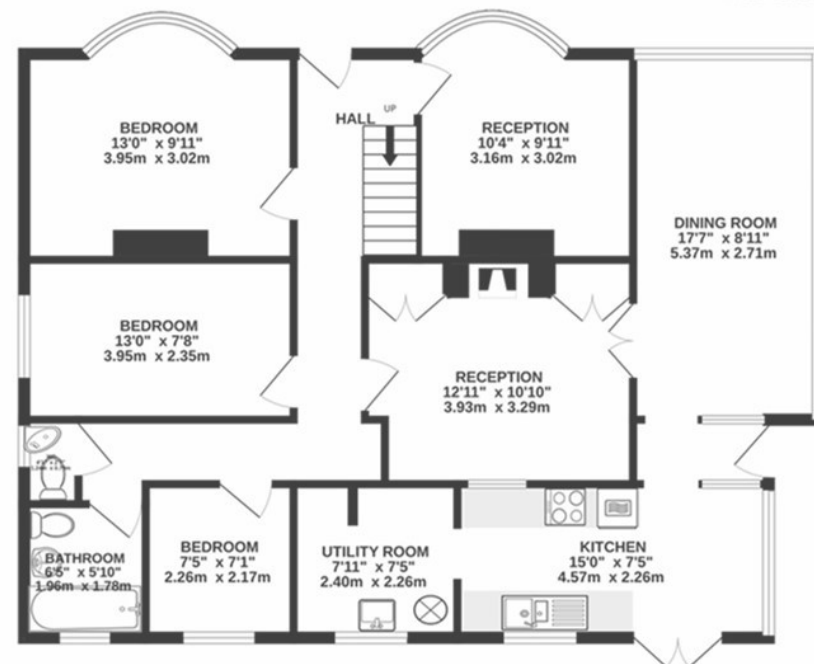 BEDROOM
13'0" x 9'11"
3.95m x 3.02m
HALL
UP
RECEPTION
10'4" x 9'11"
3.16m x 3.02m
DINING ROOM
17'7" x 8'11"
5.37m x 2.71m
BEDROOM
13'0" x 7'8"
3.95m x 2.35m
RECEPTION
12'11" x 10'10"
3.93m x 3.29m
BATHROOM
6'5" x 5'10"
1.96m x 1.78m
BEDROOM
7'5" x 7'1"
2.26m x 2.17m
UTILITY ROOM
7'11" x 7'5"
2.40m x 2.26m
KITCHEN
15'0" x 7'5"
4.57m x 2.26m